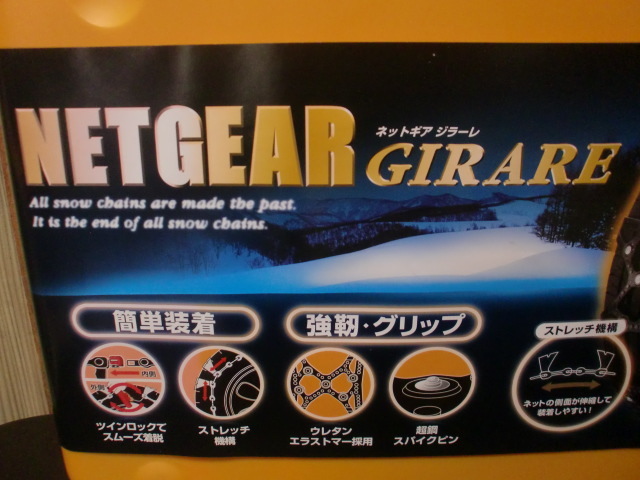 NETGEAR
ネットギア ジラーレ
GIRARE
All snow chains are made the past.
It is the end of all snow chains.
簡単装着
強靭・グリップ
内側
外側
ツインロックで
スムーズ着脱
ストレッチ
機構
ウレタン
エラストマー採用
超鋼
スパイクピン
ストレッチ機構
ネットの側面が伸縮して
装着しやすい!